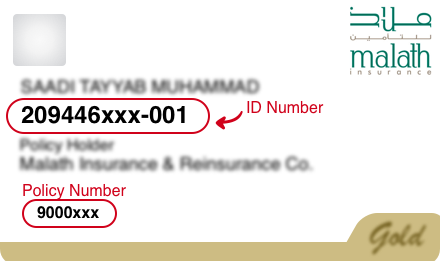 ملاذ
للتأمين
malath
insurance
SAADI TAYYAB MUHAMMAD
209446xxx-001
ID Number
Policy Holder
Malath Insurance & Reinsurance Co.
Policy Number
9000xxx
Gold